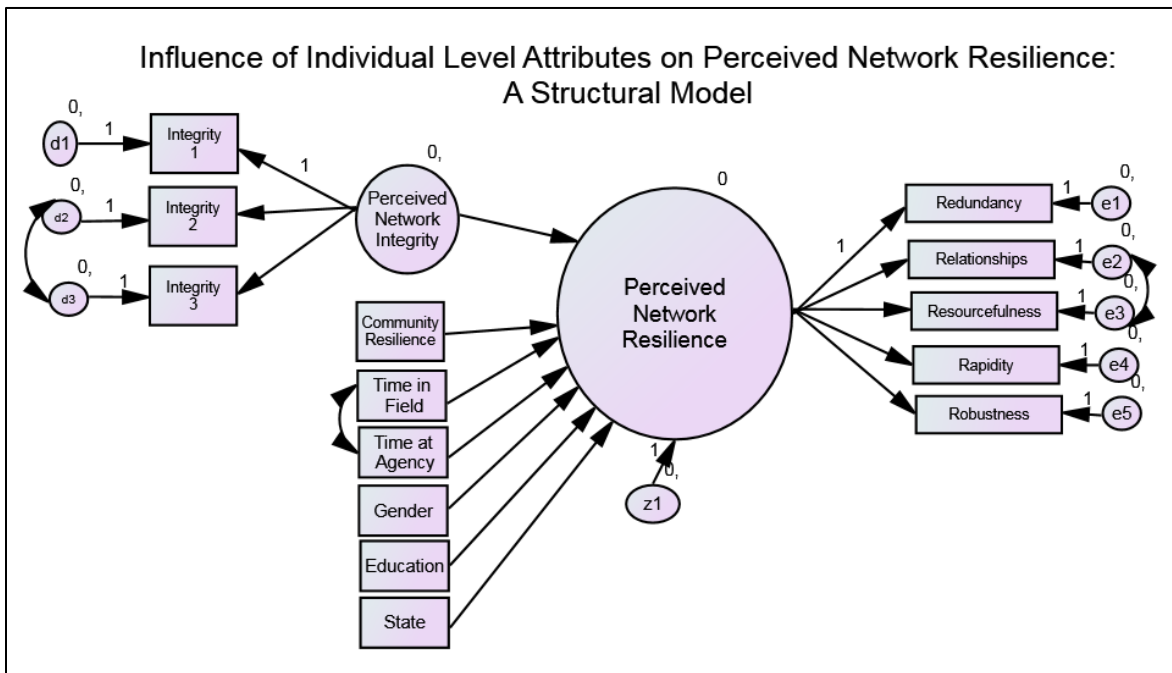 Influence of Individual Level Attributes on Perceived Network Resilience:
A Structural Model
0,
d1
1
Integrity
1
0,
d2
1
Integrity
2
0,
d3
1
Integrity
3
1
0,
Perceived
Network
Integrity
Community
Resilience
Time in
Field
Time at
Agency
Gender
Education
State
0
Perceived
Network
Resilience
1
0,
z1
1
Redundancy
1
0,
e1
Relationships
1
0,
e2
Resourcefulness
1
0,
e3
Rapidity
1
0,
e4
Robustness
1
0,
e5